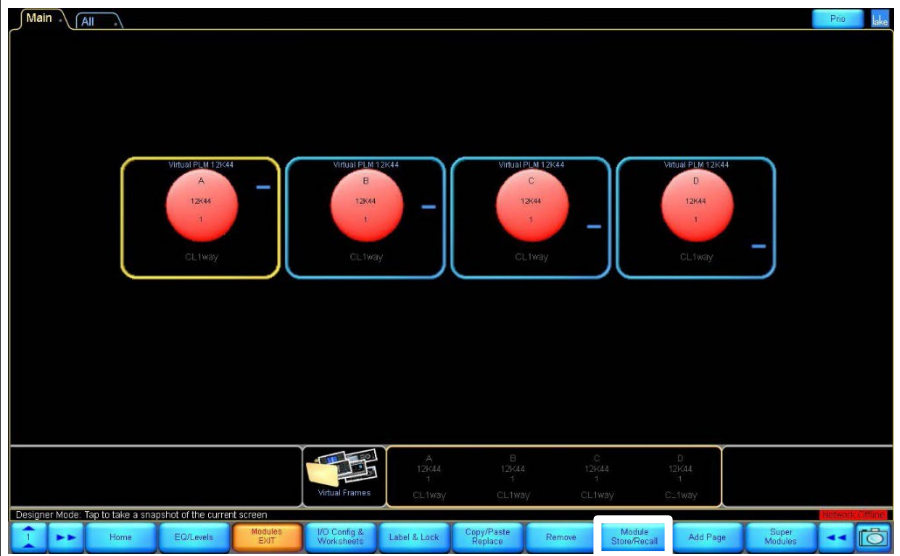 Main
All
Prio
lake
Virtual PLM 12K44
A
12K44
1
CL1way
Virtual PLM 12K44
B
12K44
1
CL1way
Virtual PLM 12K44
C
12K44
1
CL1way
Virtual PLM 12K44
D
12K44
1
CL1way
Virtual Frames
A
12K44
1
CL1way
B
12K44
1
CL1way
C
12K44
1
CL1way
D
12K44
1
CL1way
Designer Mode: Tap to take a snapshot of the current screen
Network Offline
1
Home
EQ/Levels
Modules
EXIT
I/O Config &
Worksheets
Label & Lock
Copy/Paste
Replace
Remove
Module
Store/Recall
Add Page
Super
Modules